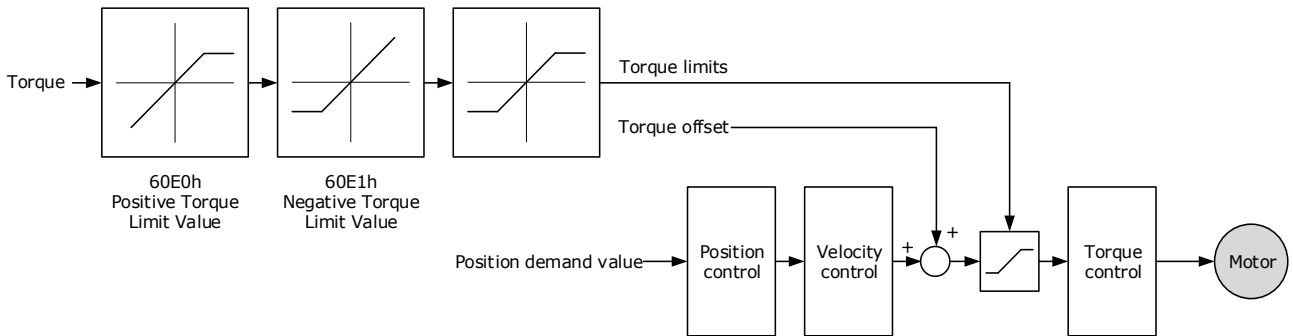 Torque
60E0h
Positive Torque
Limit Value
60E1h
Negative Torque
Limit Value
Torque limits
Torque offset
Position demand value
Position
control
Velocity
control
+
+
Torque
control
Motor